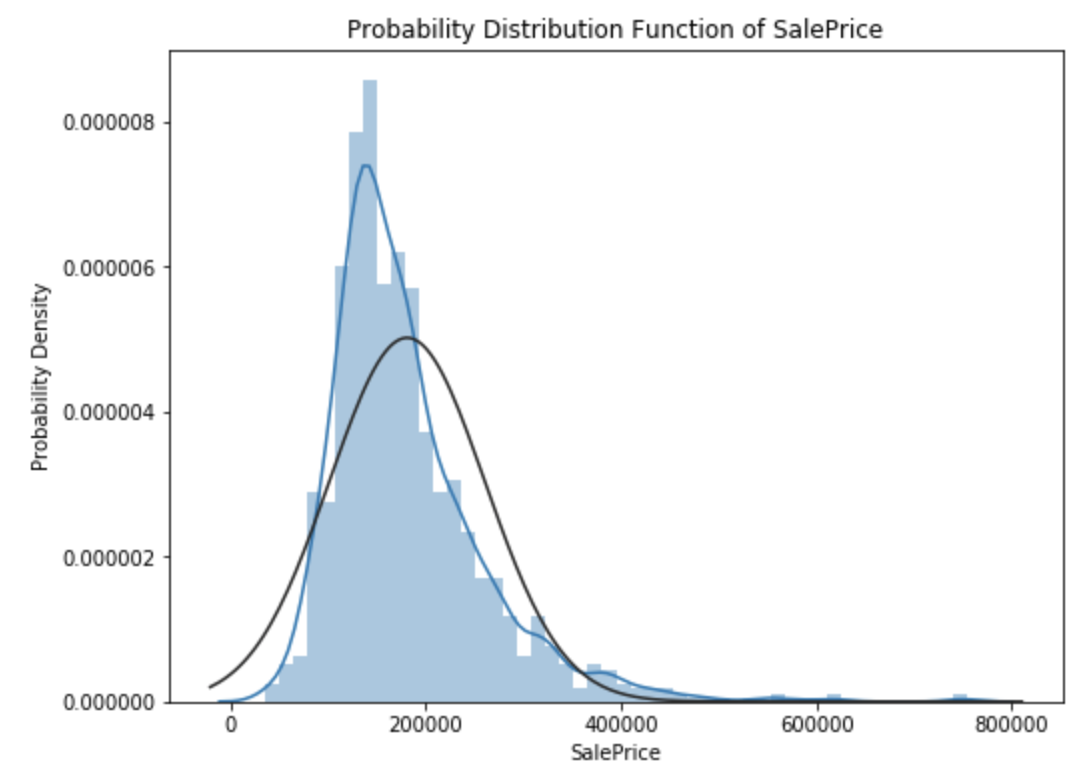 Probability Distribution Function of SalePrice
0.000008
0.000006
0.000004
0.000002
0.000000
Probability Density
0 200000 400000 600000 800000
SalePrice